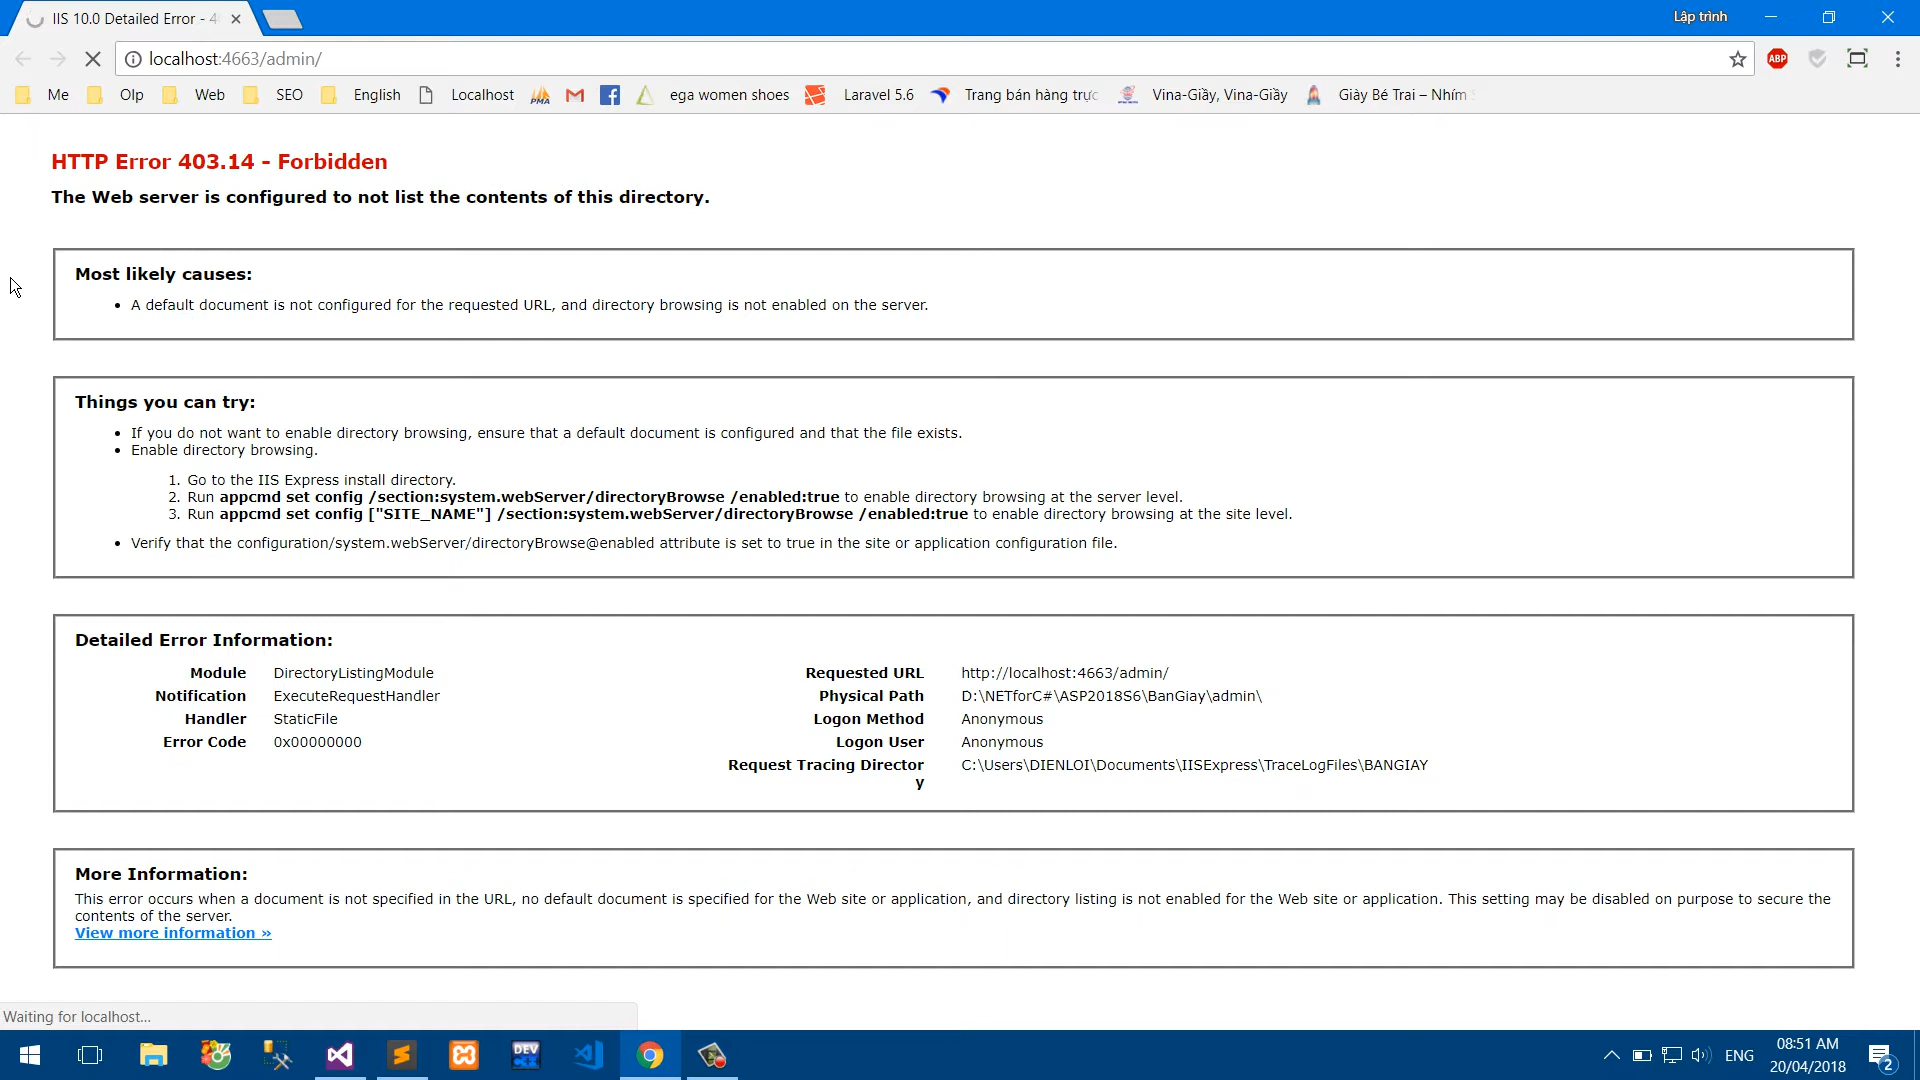 IIS 10.0 Detailed Error - 4
Lập trình
localhost:4663/admin/
ABP
Me Olp Web SEO English Localhost PMA ega women shoes Laravel 5.6 Trang bán hàng trực Vina-Giầy, Vina-Giầy Giày Bé Trai – Nhím
HTTP Error 403.14 - Forbidden
The Web server is configured to not list the contents of this directory.
Most likely causes:
• A default document is not configured for the requested URL, and directory browsing is not enabled on the server.
Things you can try:
• If you do not want to enable directory browsing, ensure that a default document is configured and that the file exists.
• Enable directory browsing.
1. Go to the IIS Express install directory.
2. Run appcmd set config /section:system.webServer/directoryBrowse /enabled:true to enable directory browsing at the server level.
3. Run appcmd set config ["SITE_NAME"] /section:system.webServer/directoryBrowse /enabled:true to enable directory browsing at the site level.
• Verify that the configuration/system.webServer/directoryBrowse@enabled attribute is set to true in the site or application configuration file.
Detailed Error Information:
Module DirectoryListingModule
Notification ExecuteRequestHandler
Handler StaticFile
Error Code 0x00000000
Requested URL http://localhost:4663/admin/
Physical Path D:\NETforC#\ASP2018S6\BanGiay\admin\
Logon Method Anonymous
Logon User Anonymous
Request Tracing Director C:\Users\DIENLOI\Documents\IISExpress\TraceLogFiles\BANGIAY
y
More Information:
This error occurs when a document is not specified in the URL, no default document is specified for the Web site or application, and directory listing is not enabled for the Web site or application. This setting may be disabled on purpose to secure the
contents of the server.
View more information »
Waiting for localhost...
DEV
ENG
08:51 AM
20/04/2018
2